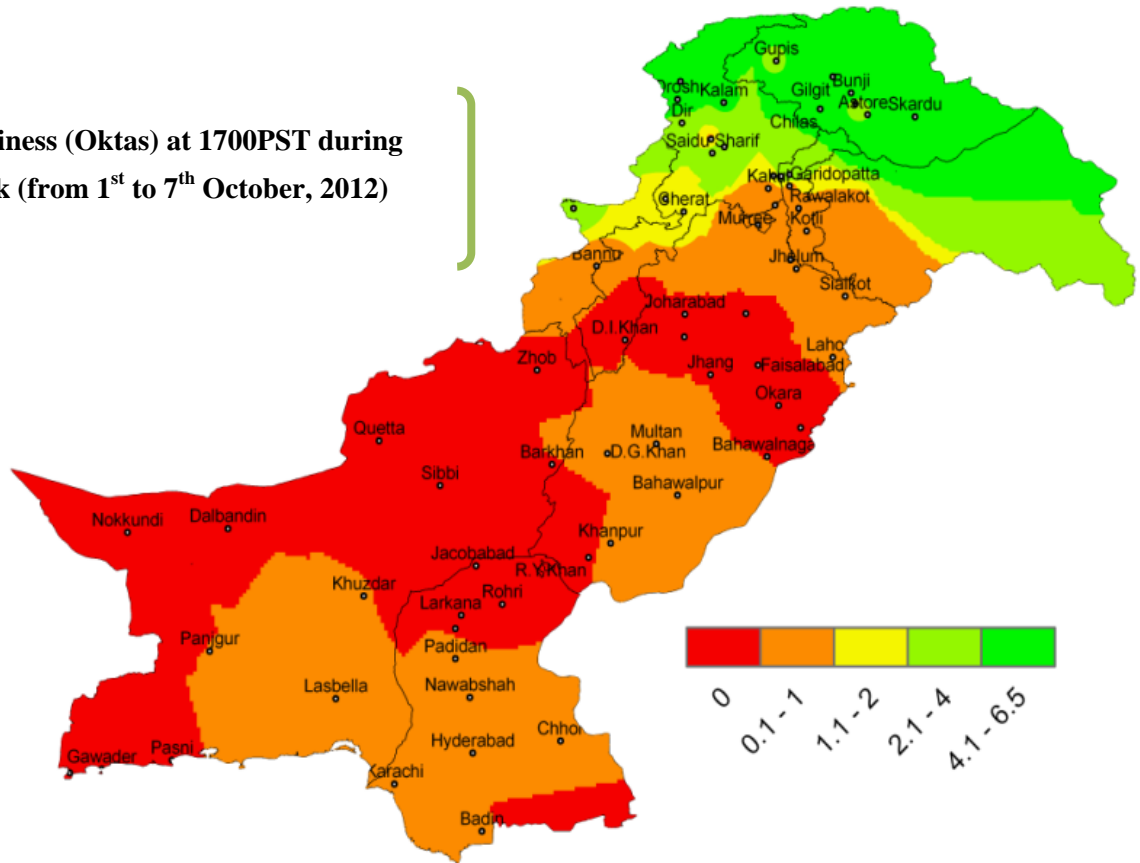 iness (Oktas) at 1700PST during
k (from 1st to 7th October, 2012)
Gupis
Bunji
Drosh
Kalam
Gilgit
Astore
Skardu
Dir
Chilas
Saidu Sharif
Garidopatta
Cherat
Rawalakot
Murree
Kotli
Bannu
Jhalum
Sialkot
Joharabad
D.I.Khan
Laho
Zhob
Jhang
Faisalabad
Okara
Quetta
Multan
Bahawalnaga
Barkhan
D.G.Khan
Sibbi
Bahawalpur
Nokkundi
Dalbandin
Khanpur
Jacobabad
R.Y.Khan
Khuzdar
Larkana
Rohri
Panjgur
Padidan
Lasbella
Nawabshah
Chhor
Hyderabad
Gawader
Pasni
Karachi
Badin
0
0.1 - 1
1.1 - 2
2.1 - 4
4.1 - 6.5